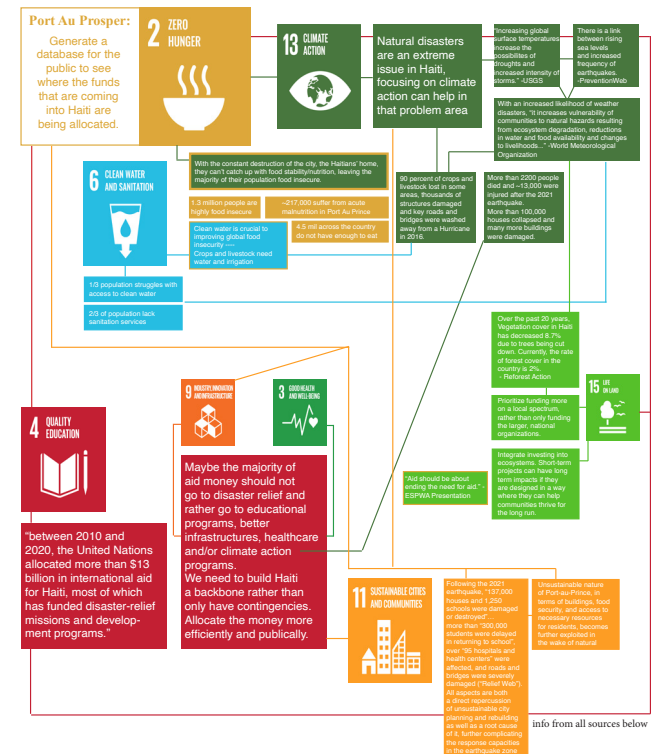 Port Au Prosper:
Generate a
database for the
public to see
where the funds
that are coming
into Haiti are
being allocated.
2 ZERO
HUNGER
13 CLIMATE
ACTION
Natural disasters
are an extreme
issue in Haiti,
focusing on climate
action can help in
that problem area
"Increasing global
surface temperatures
increase the
possibilites of
droughts and
increased intensity of
storms." -USGS
There is a link
between rising
sea levels
and increased
frequency of
earthquakes.
-PreventionWeb
With an increased likelihood of weather
disasters, "it increases vulnerability of
communities to natural hazards resulting
from ecosystem degradation, reductions
in water and food availability and changes
to livelihoods..." -World Meteorological
Organization
With the constant destruction of the city, the Haitians' home,
they can't catch up with food stability/nutrition, leaving the
majority of their population food insecure.
6 CLEAN WATER
AND SANITATION
1.3 million people are
highly food insecure
~217,000 suffer from acute
malnutrition in Port Au Prince
Clean water is crucial to
improving global food
insecurity ----
Crops and livestock need
water and irrigation
4.5 mil across the country
do not have enough to eat
90 percent of crops and
livestock lost in some
areas, thousands of
structures damaged
and key roads and
bridges were washed
away from a Hurricane
in 2016.
More than 2200 people
died and ~13,000 were
injured after the 2021
earthquake.
More than 100,000
houses collapsed and
many more buildings
were damaged.
1/3 population struggles with
access to clean water
2/3 of population lack
sanitation services
Over the past 20 years,
Vegetation cover in Haiti
has decreased 8.7%
due to trees being cut
down. Currently, the rate
of forest cover in the
country is 2%.
- Reforest Action
15 LIFE
ON LAND
Prioritize funding more
on a local spectrum,
rather than only funding
the larger, national
organizations.
Integrate investing into
ecosystems. Short-term
projects can have long
term impacts if they
are designed in a way
where they can help
communities thrive for
the long run.
"Aid should be about
ending the need for aid." -
ESPWA Presentation
4 QUALITY
EDUCATION
9 INDUSTRY, INNOVATION
AND INFRASTRUCTURE
3 GOOD HEALTH
AND WELL-BEING
"between 2010 and
2020, the United Nations
allocated more than $13
billion in international aid
for Haiti, most of which
has funded disaster-relief
missions and develop-
ment programs."
Maybe the majority of
aid money should not
go to disaster relief and
rather go to educational
programs, better
infrastructures, healthcare
and/or climate action
programs.
We need to build Haiti
a backbone rather than
only have contingencies.
Allocate the money more
efficiently and publically.
11 SUSTAINABLE CITIES
AND COMMUNITIES
Following the 2021
earthquake, "137,000
houses and 1,250
schools were damaged
or destroyed"...
more than "300,000
students were delayed
in returning to school",
over "95 hospitals and
health centers" were
affected, and roads and
bridges were severely
damaged ("Relief Web").
All aspects are both
a direct repercussion
of unsustainable city
planning and rebuilding
as well as a root cause
of it, further complicating
the response capacities
in the earthquake zone
Unsustainable nature
of Port-au-Prince, in
terms of buildings, food
security, and access to
necessary resources
for residents, becomes
further exploited in
the wake of natural
info from all sources below